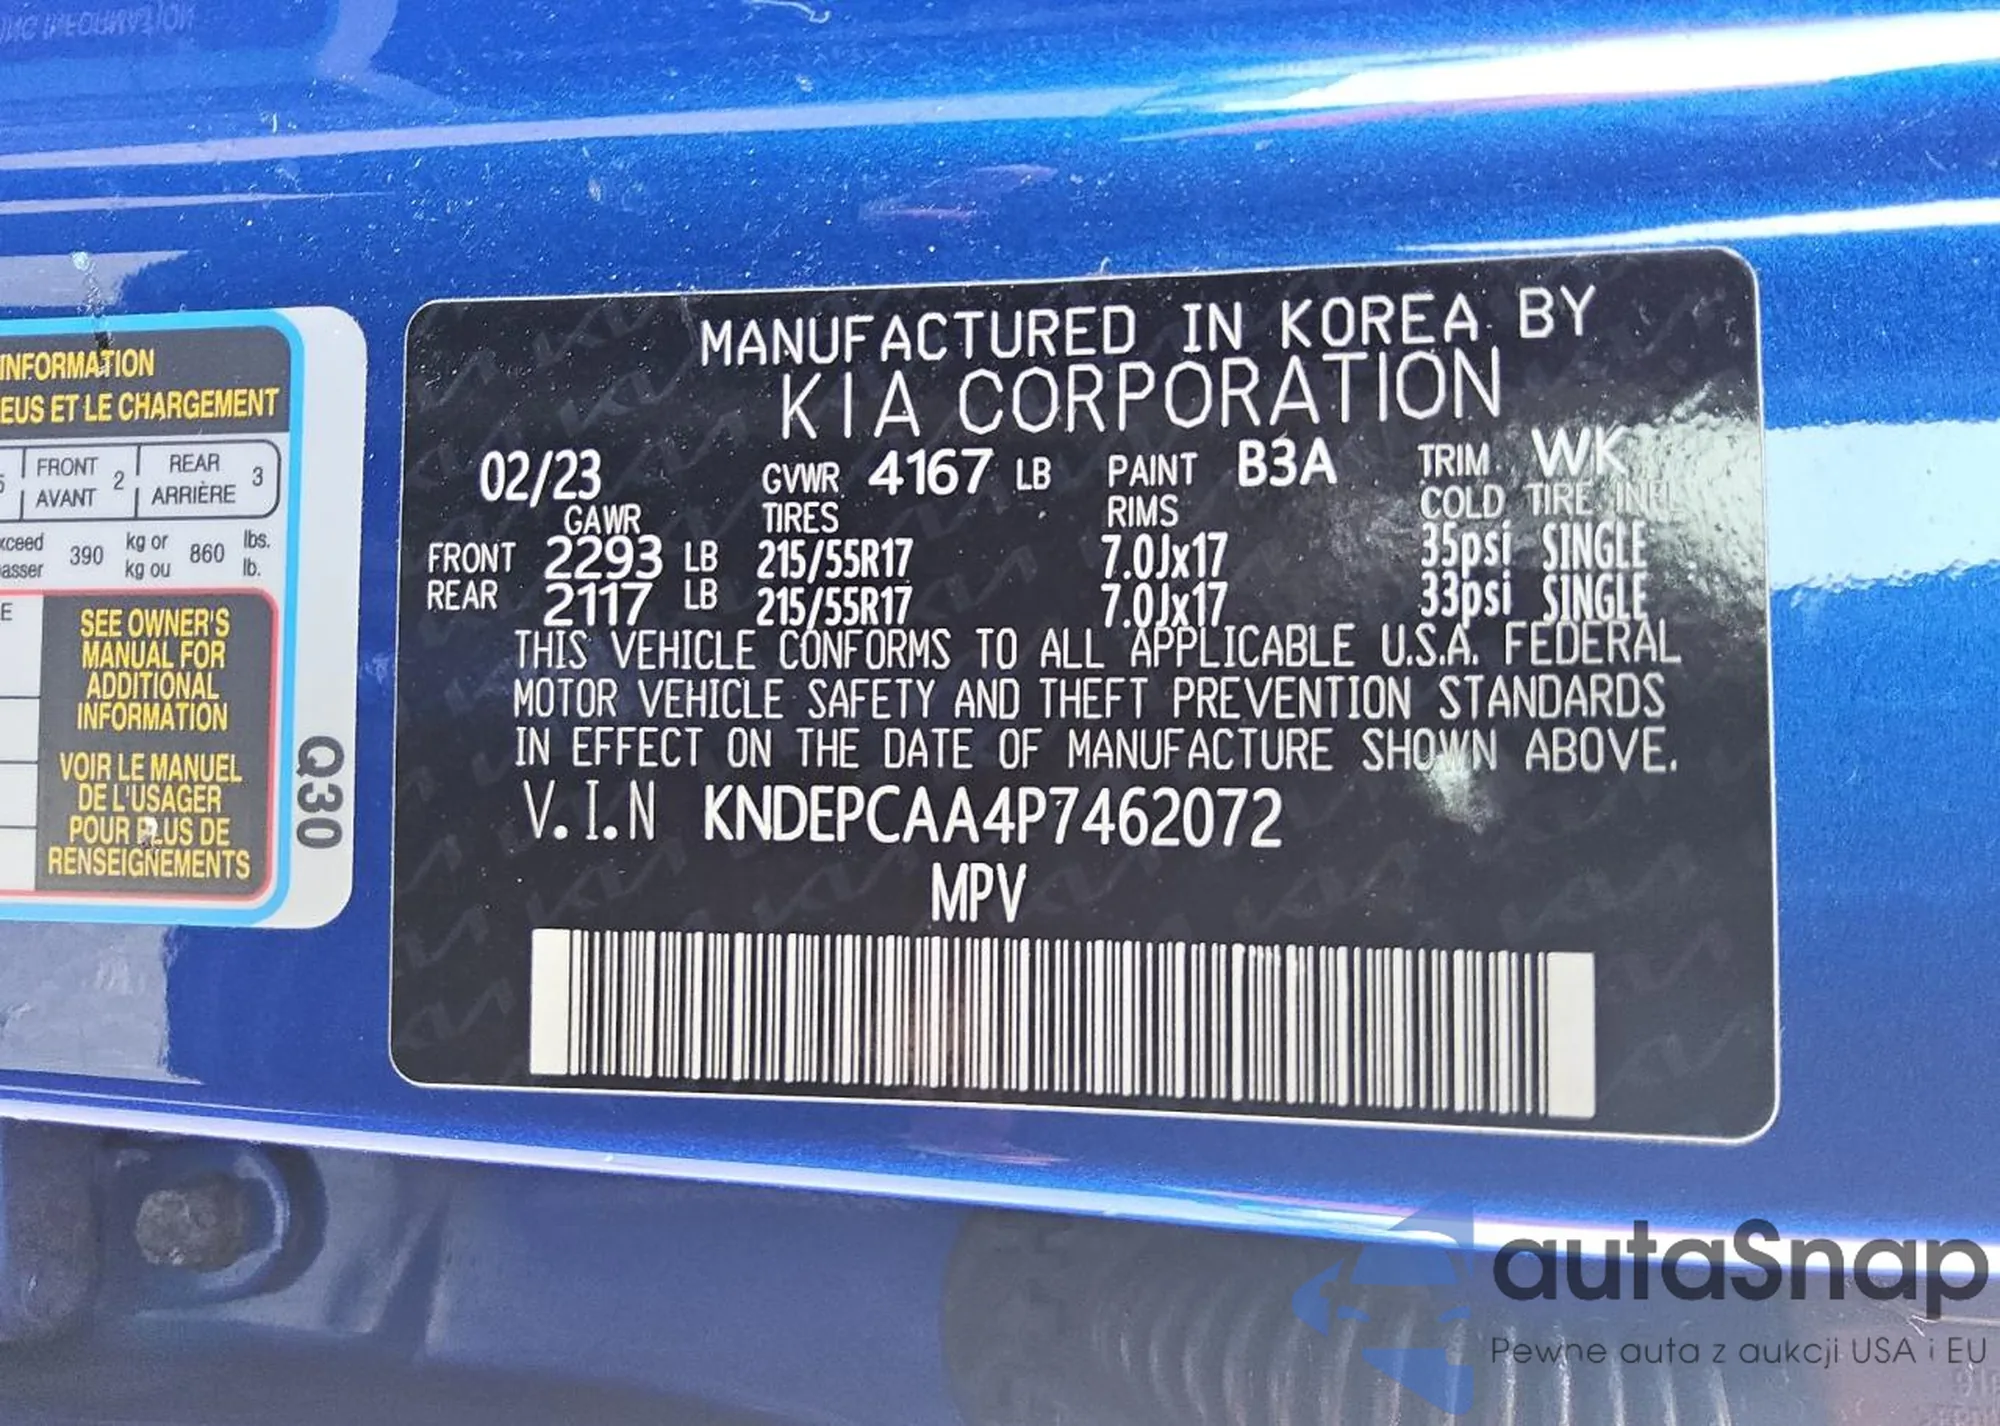 INFORMATION
EUS ET LE CHARGEMENT
FRONT 2 REAR 3
AVANT ARRIÈRE
xceed 390 kg or 860 lbs.
asser kg ou lb.
SEE OWNER'S
MANUAL FOR
ADDITIONAL
INFORMATION
VOIR LE MANUEL
DE L'USAGER
POUR PLUS DE
RENSEIGNEMENTS
Q30
MANUFACTURED IN KOREA BY
KIA CORPORATION
02/23 GVWR 4167 LB PAINT B3A TRIM WK
GAWR TIRES RIMS COLD TIRE INFL
FRONT 2293 LB 215/55R17 7.0Jx17 35psi SINGLE
REAR 2117 LB 215/55R17 7.0Jx17 33psi SINGLE
THIS VEHICLE CONFORMS TO ALL APPLICABLE U.S.A. FEDERAL
MOTOR VEHICLE SAFETY AND THEFT PREVENTION STANDARDS
IN EFFECT ON THE DATE OF MANUFACTURE SHOWN ABOVE.
V.I.N KNDEPCAA4P7462072
MPV
autaSnap
Pewne auta z aukcji USA i EU